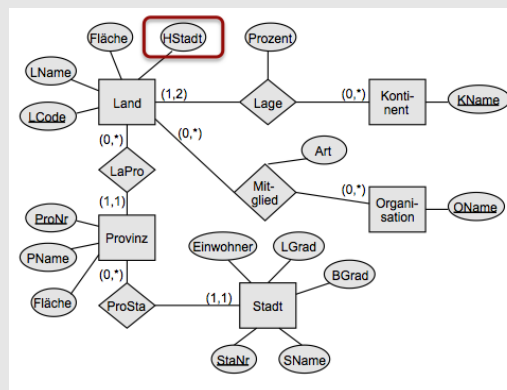 Fläche
HStadt
Prozent
LName
Land
(1,2)
Lage
(0,*)
Konti-
nent
KName
LCode
(0,*)
(0,*)
Art
LaPro
Mit-
glied
(0,*)
(1,1)
Organi-
sation
OName
ProNr
Provinz
PName
Einwohner
LGrad
BGrad
(0,*)
Fläche
ProSta
(1,1)
Stadt
StaNr
SName